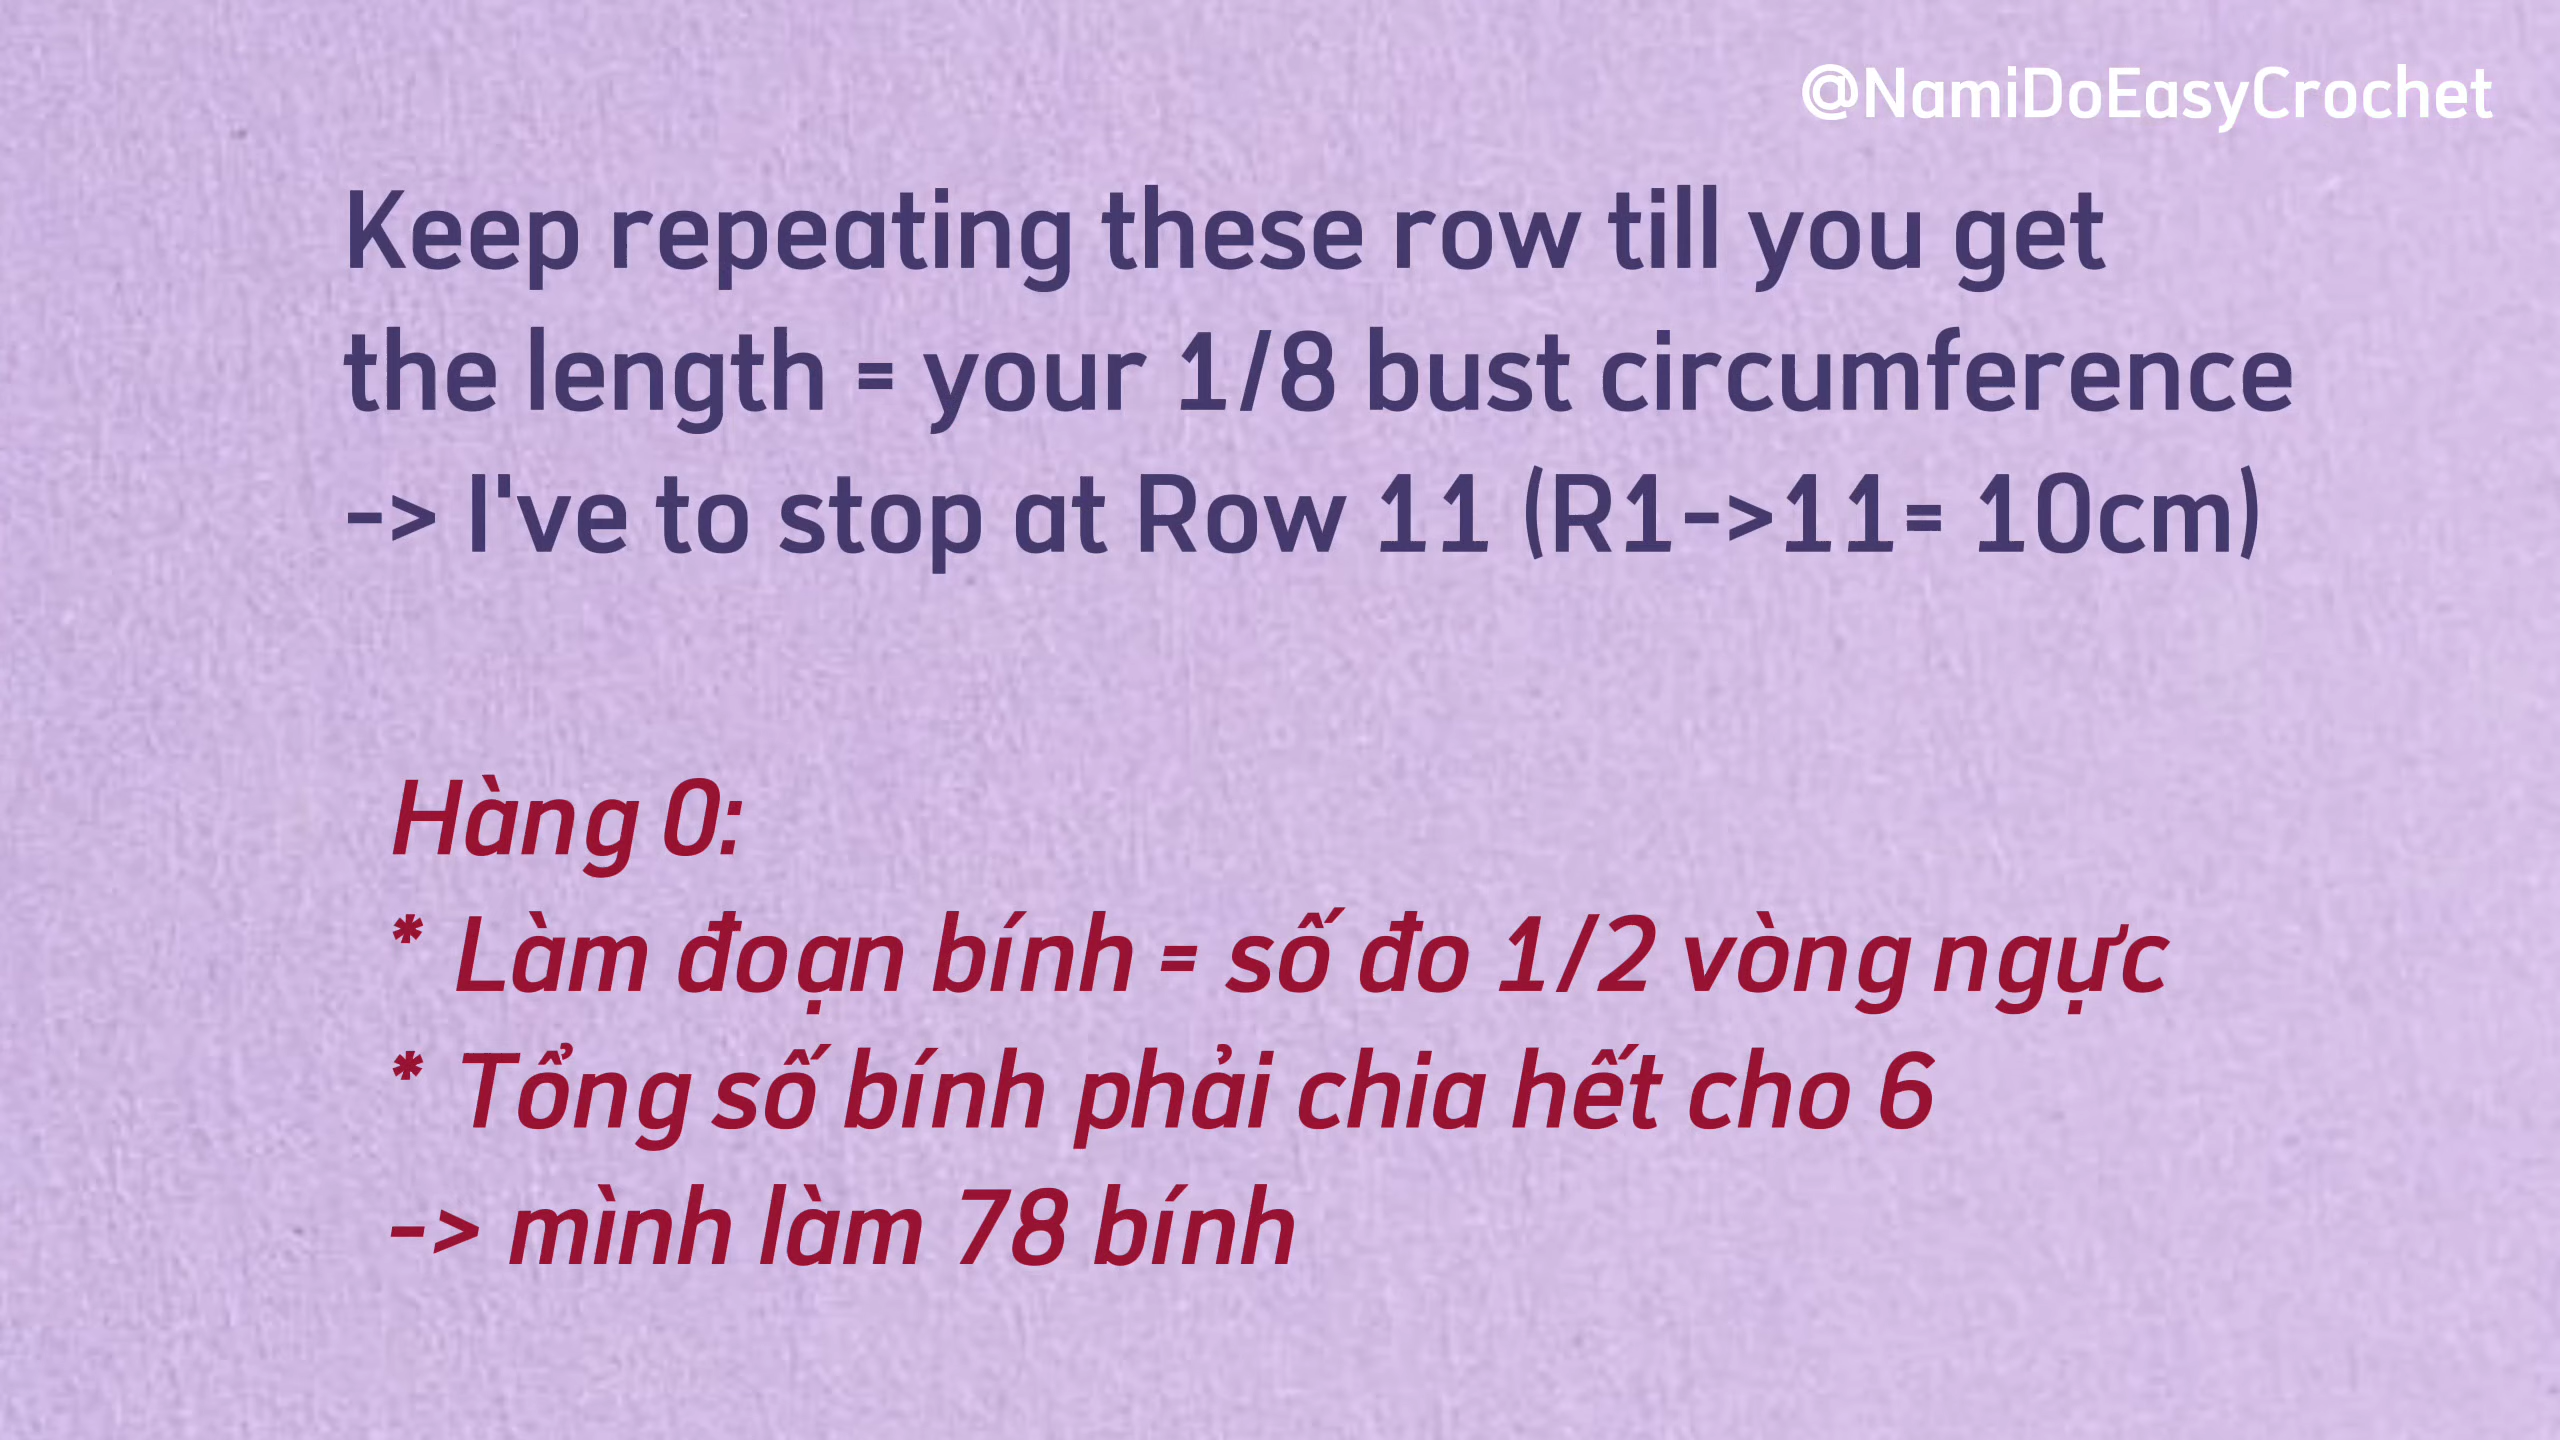 @NamiDoEasyCrochet
Keep repeating these row till you get
the length = your 1/8 bust circumference
-> I've to stop at Row 11 (R1->11= 10cm)
Hàng 0:
* Làm đoạn bính = số đo 1/2 vòng ngực
* Tổng số bính phải chia hết cho 6
-> mình làm 78 bính